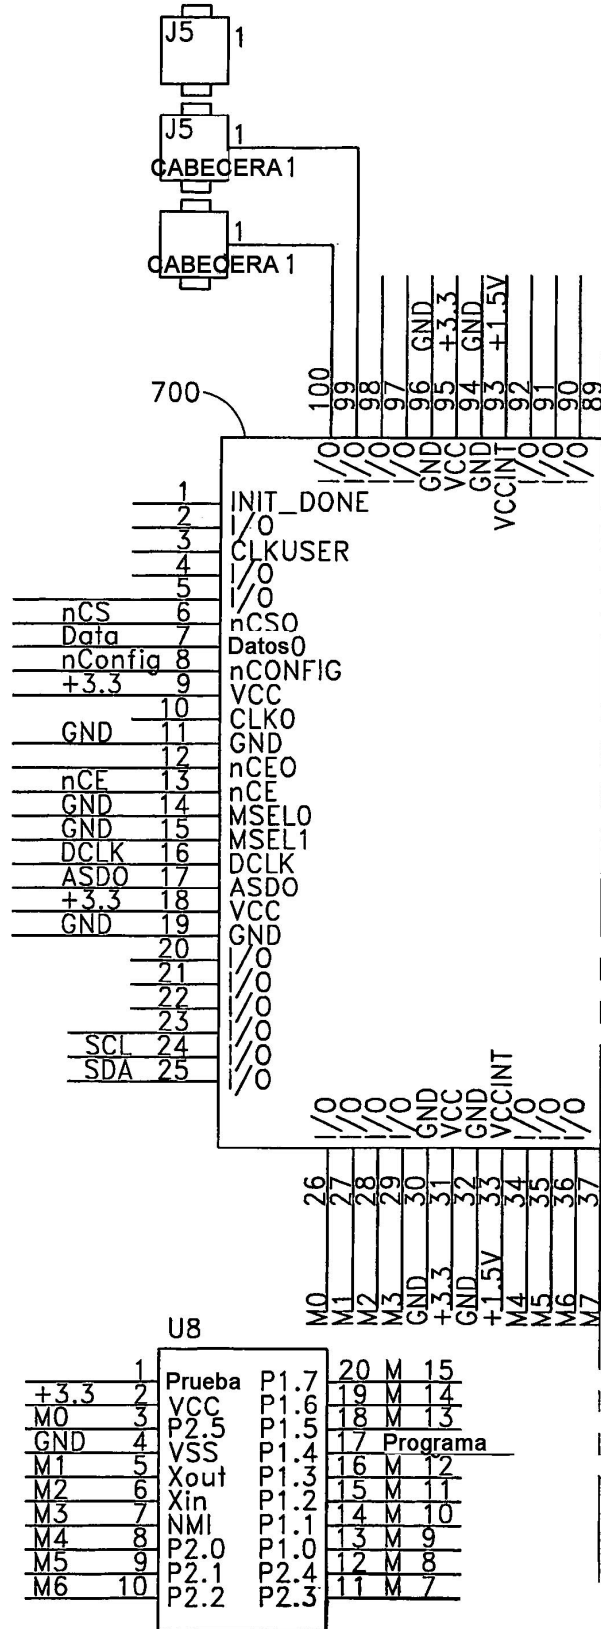 J5 1
J5 1
CABECERA 1
1
CABECERA 1
GND +3.3 GND +1.5V
100 99 98 97 96 95 94 93 92 91 90 89
700
I/O I/O I/O I/O GND VCC GND VCCINT I/O I/O I/O
1 INIT_DONE
2 I/O
3 CLKUSER
4 I/O
5 I/O
nCS 6 nCSO
Data 7 Datos0
nConfig 8 nCONFIG
+3.3 9 VCC
10 CLK0
GND 11 GND
12 nCEO
nCE 13 nCE
GND 14 MSEL0
GND 15 MSEL1
DCLK 16 DCLK
ASDO 17 ASDO
+3.3 18 VCC
GND 19 GND
20 I/O
21 I/O
22 I/O
23 I/O
SCL 24 I/O
SDA 25 I/O
I/O I/O I/O I/O GND VCC GND VCCINT I/O I/O I/O
26 27 28 29 30 31 32 33 34 35 36 37
M0 M1 M2 M3 GND +3.3 GND +1.5V M4 M5 M6 M7
U8
1 Prueba P1.7 20 M 15
+3.3 2 VCC P1.6 19 M 14
M0 3 P2.5 P1.5 18 M 13
GND 4 VSS P1.4 17 Programa
M1 5 Xout P1.3 16 M 12
M2 6 Xin P1.2 15 M 11
M3 7 NMI P1.1 14 M 10
M4 8 P2.0 P1.0 13 M 9
M5 9 P2.1 P2.4 12 M 8
M6 10 P2.2 P2.3 11 M 7